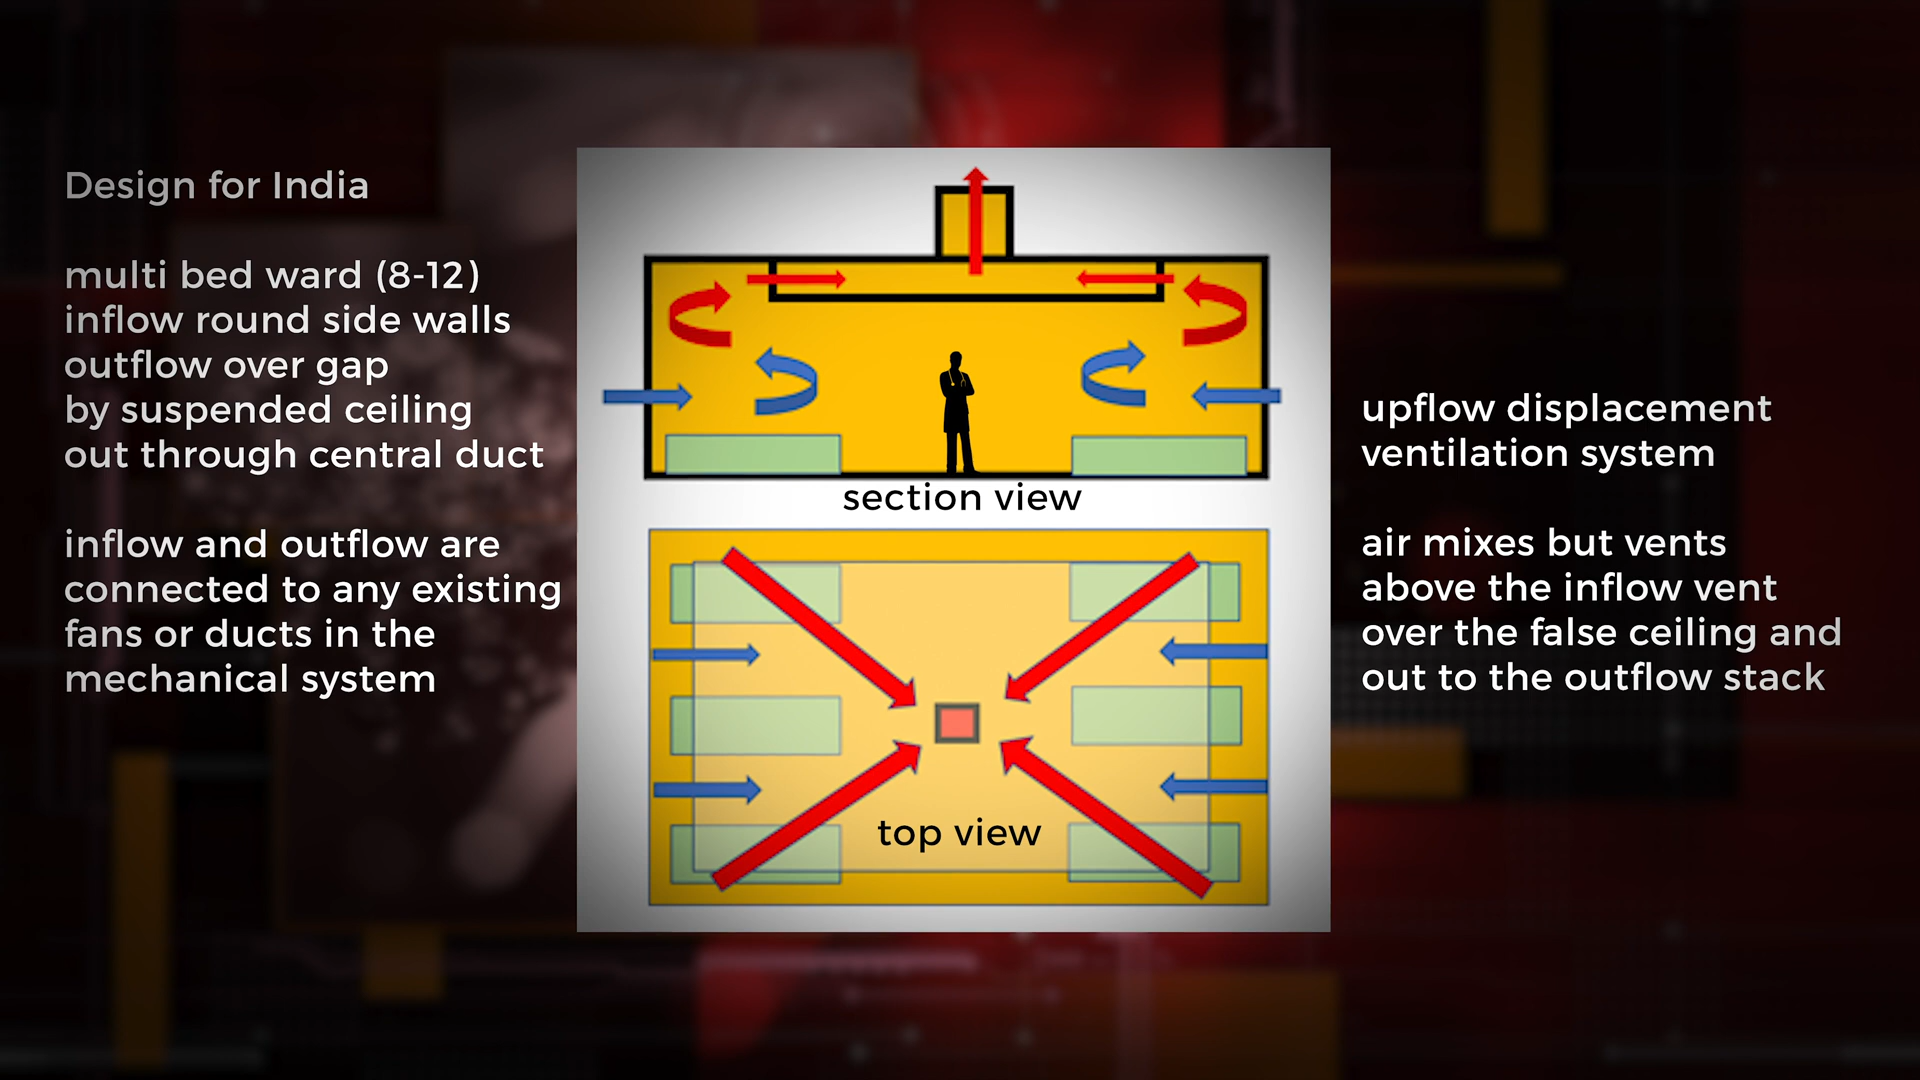 Design for India
multi bed ward (8-12)
inflow round side walls
outflow over gap
by suspended ceiling
out through central duct
inflow and outflow are
connected to any existing
fans or ducts in the
mechanical system
section view
top view
upflow displacement
ventilation system
air mixes but vents
above the inflow vent
over the false ceiling and
out to the outflow stack